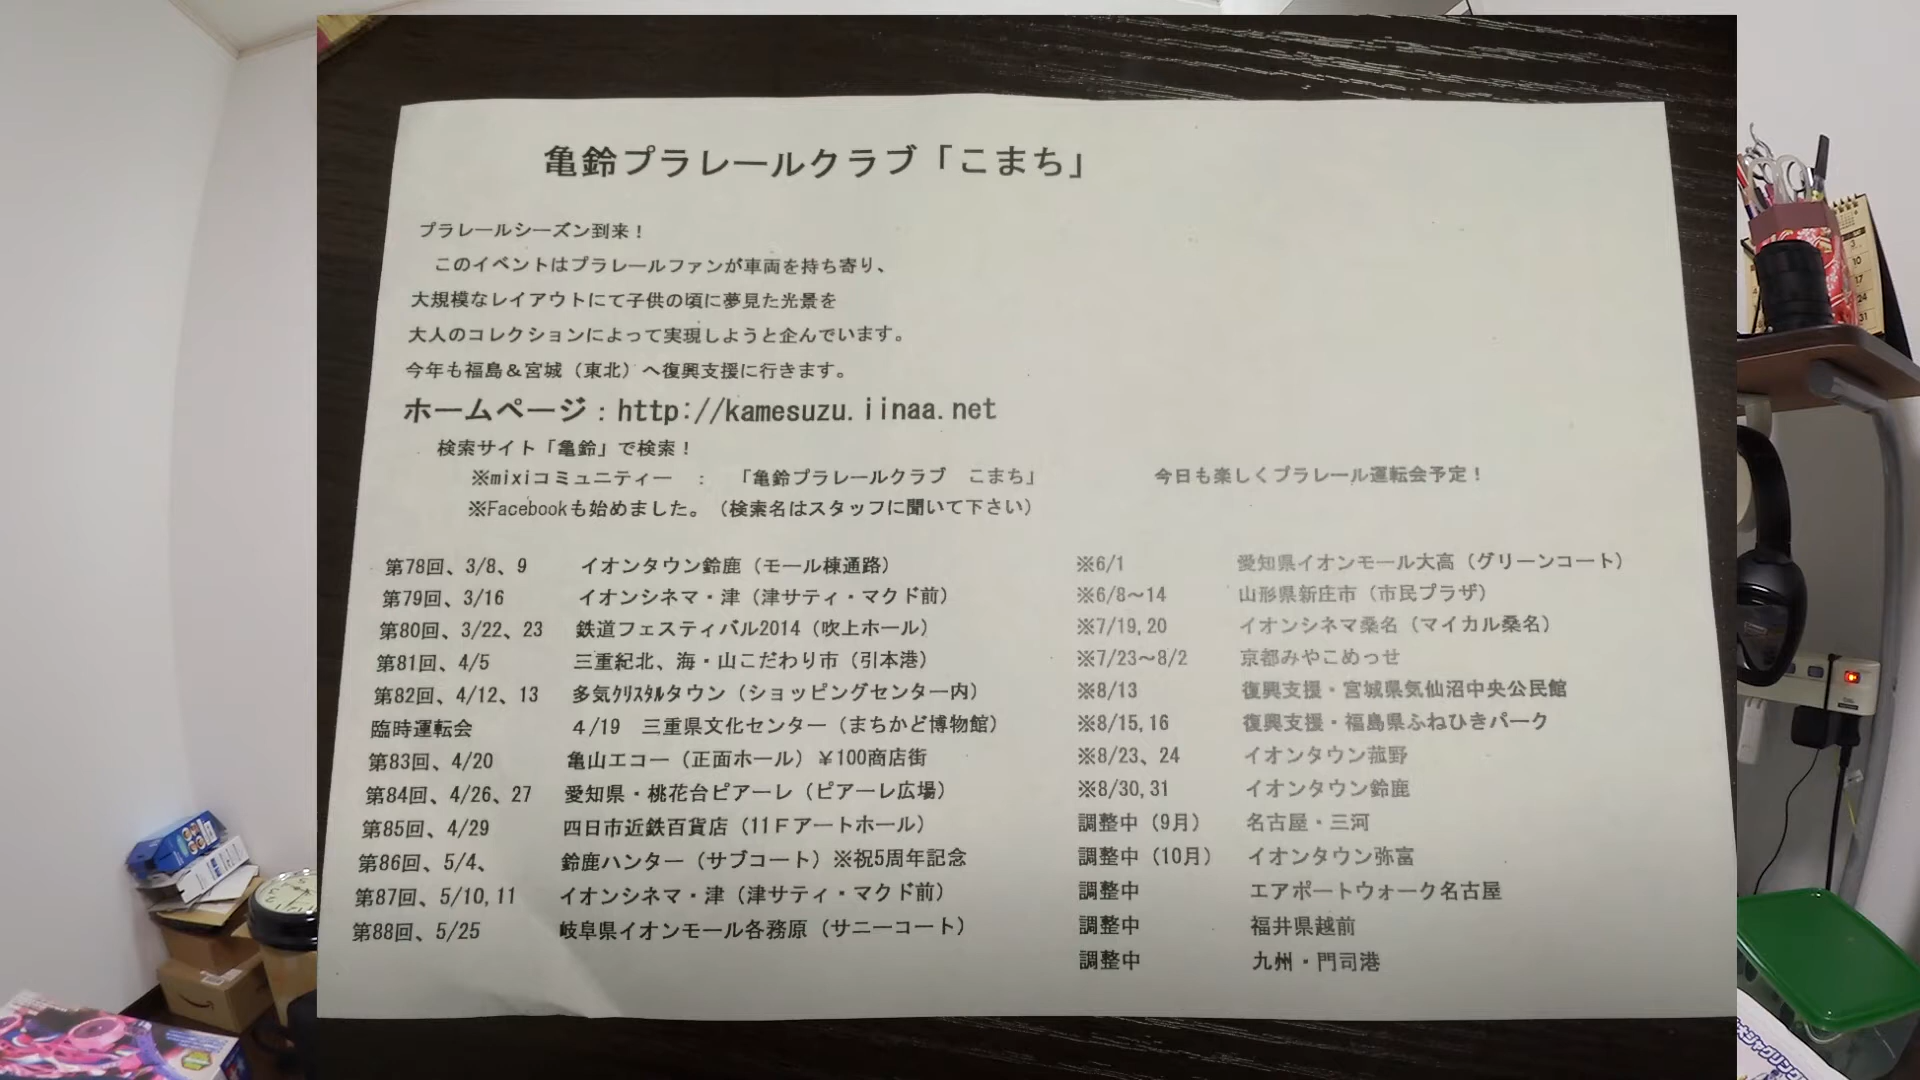 亀鈴プラレールクラブ「こまち」
プラレールシーズン到来！
このイベントはプラレールファンが車両を持ち寄り、
大規模なレイアウトにて子供の頃に夢見た光景を
大人のコレクションによって実現しようと企んでいます。
今年も福島＆宮城（東北）へ復興支援に行きます。
ホームページ：http://kamesuzu.iinaa.net
検索サイト「亀鈴」で検索！
※mixiコミュニティー　：　「亀鈴プラレールクラブ　こまち」
※Facebookも始めました。（検索名はスタッフに聞いて下さい）
第78回、3/8、9　イオンタウン鈴鹿（モール棟通路）
第79回、3/16　イオンシネマ・津（津サティ・マクド前）
第80回、3/22、23　鉄道フェスティバル2014（吹上ホール）
第81回、4/5　三重紀北、海・山こだわり市（引本港）
第82回、4/12、13　多気ｸﾘｽﾀﾙタウン（ショッピングセンター内）
臨時運転会　４/19　三重県文化センター（まちかど博物館）
第83回、4/20　亀山エコー（正面ホール）￥100商店街
第84回、4/26、27　愛知県・桃花台ピアーレ（ピアーレ広場）
第85回、4/29　四日市近鉄百貨店（11Ｆアートホール）
第86回、5/4、　鈴鹿ハンター（サブコート）※祝5周年記念
第87回、5/10,11　イオンシネマ・津（津サティ・マクド前）
第88回、5/25　岐阜県イオンモール各務原（サニーコート）
今日も楽しくプラレール運転会予定！
※6/1　愛知県イオンモール大高（グリーンコート）
※6/8～14　山形県新庄市（市民プラザ）
※7/19,20　イオンシネマ桑名（マイカル桑名）
※7/23～8/2　京都みやこめっせ
※8/13　復興支援・宮城県気仙沼中央公民館
※8/15,16　復興支援・福島県ふねひきパーク
※8/23、24　イオンタウン菰野
※8/30,31　イオンタウン鈴鹿
調整中（9月）　名古屋・三河
調整中（10月）　イオンタウン弥富
調整中　エアポートウォーク名古屋
調整中　福井県越前
調整中　九州・門司港